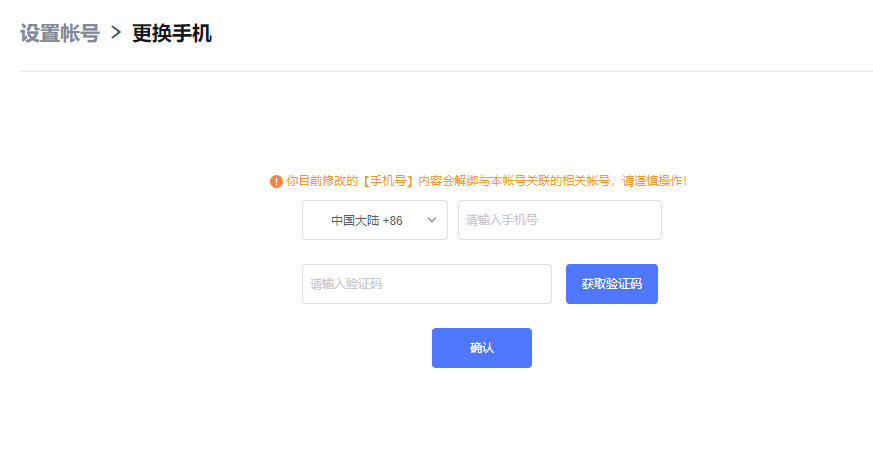 设置帐号 > 更换手机
你目前修改的【手机号】内容会解绑与本帐号关联的相关帐号，请谨慎操作！
中国大陆 +86 请输入手机号
请输入验证码 获取验证码
确认